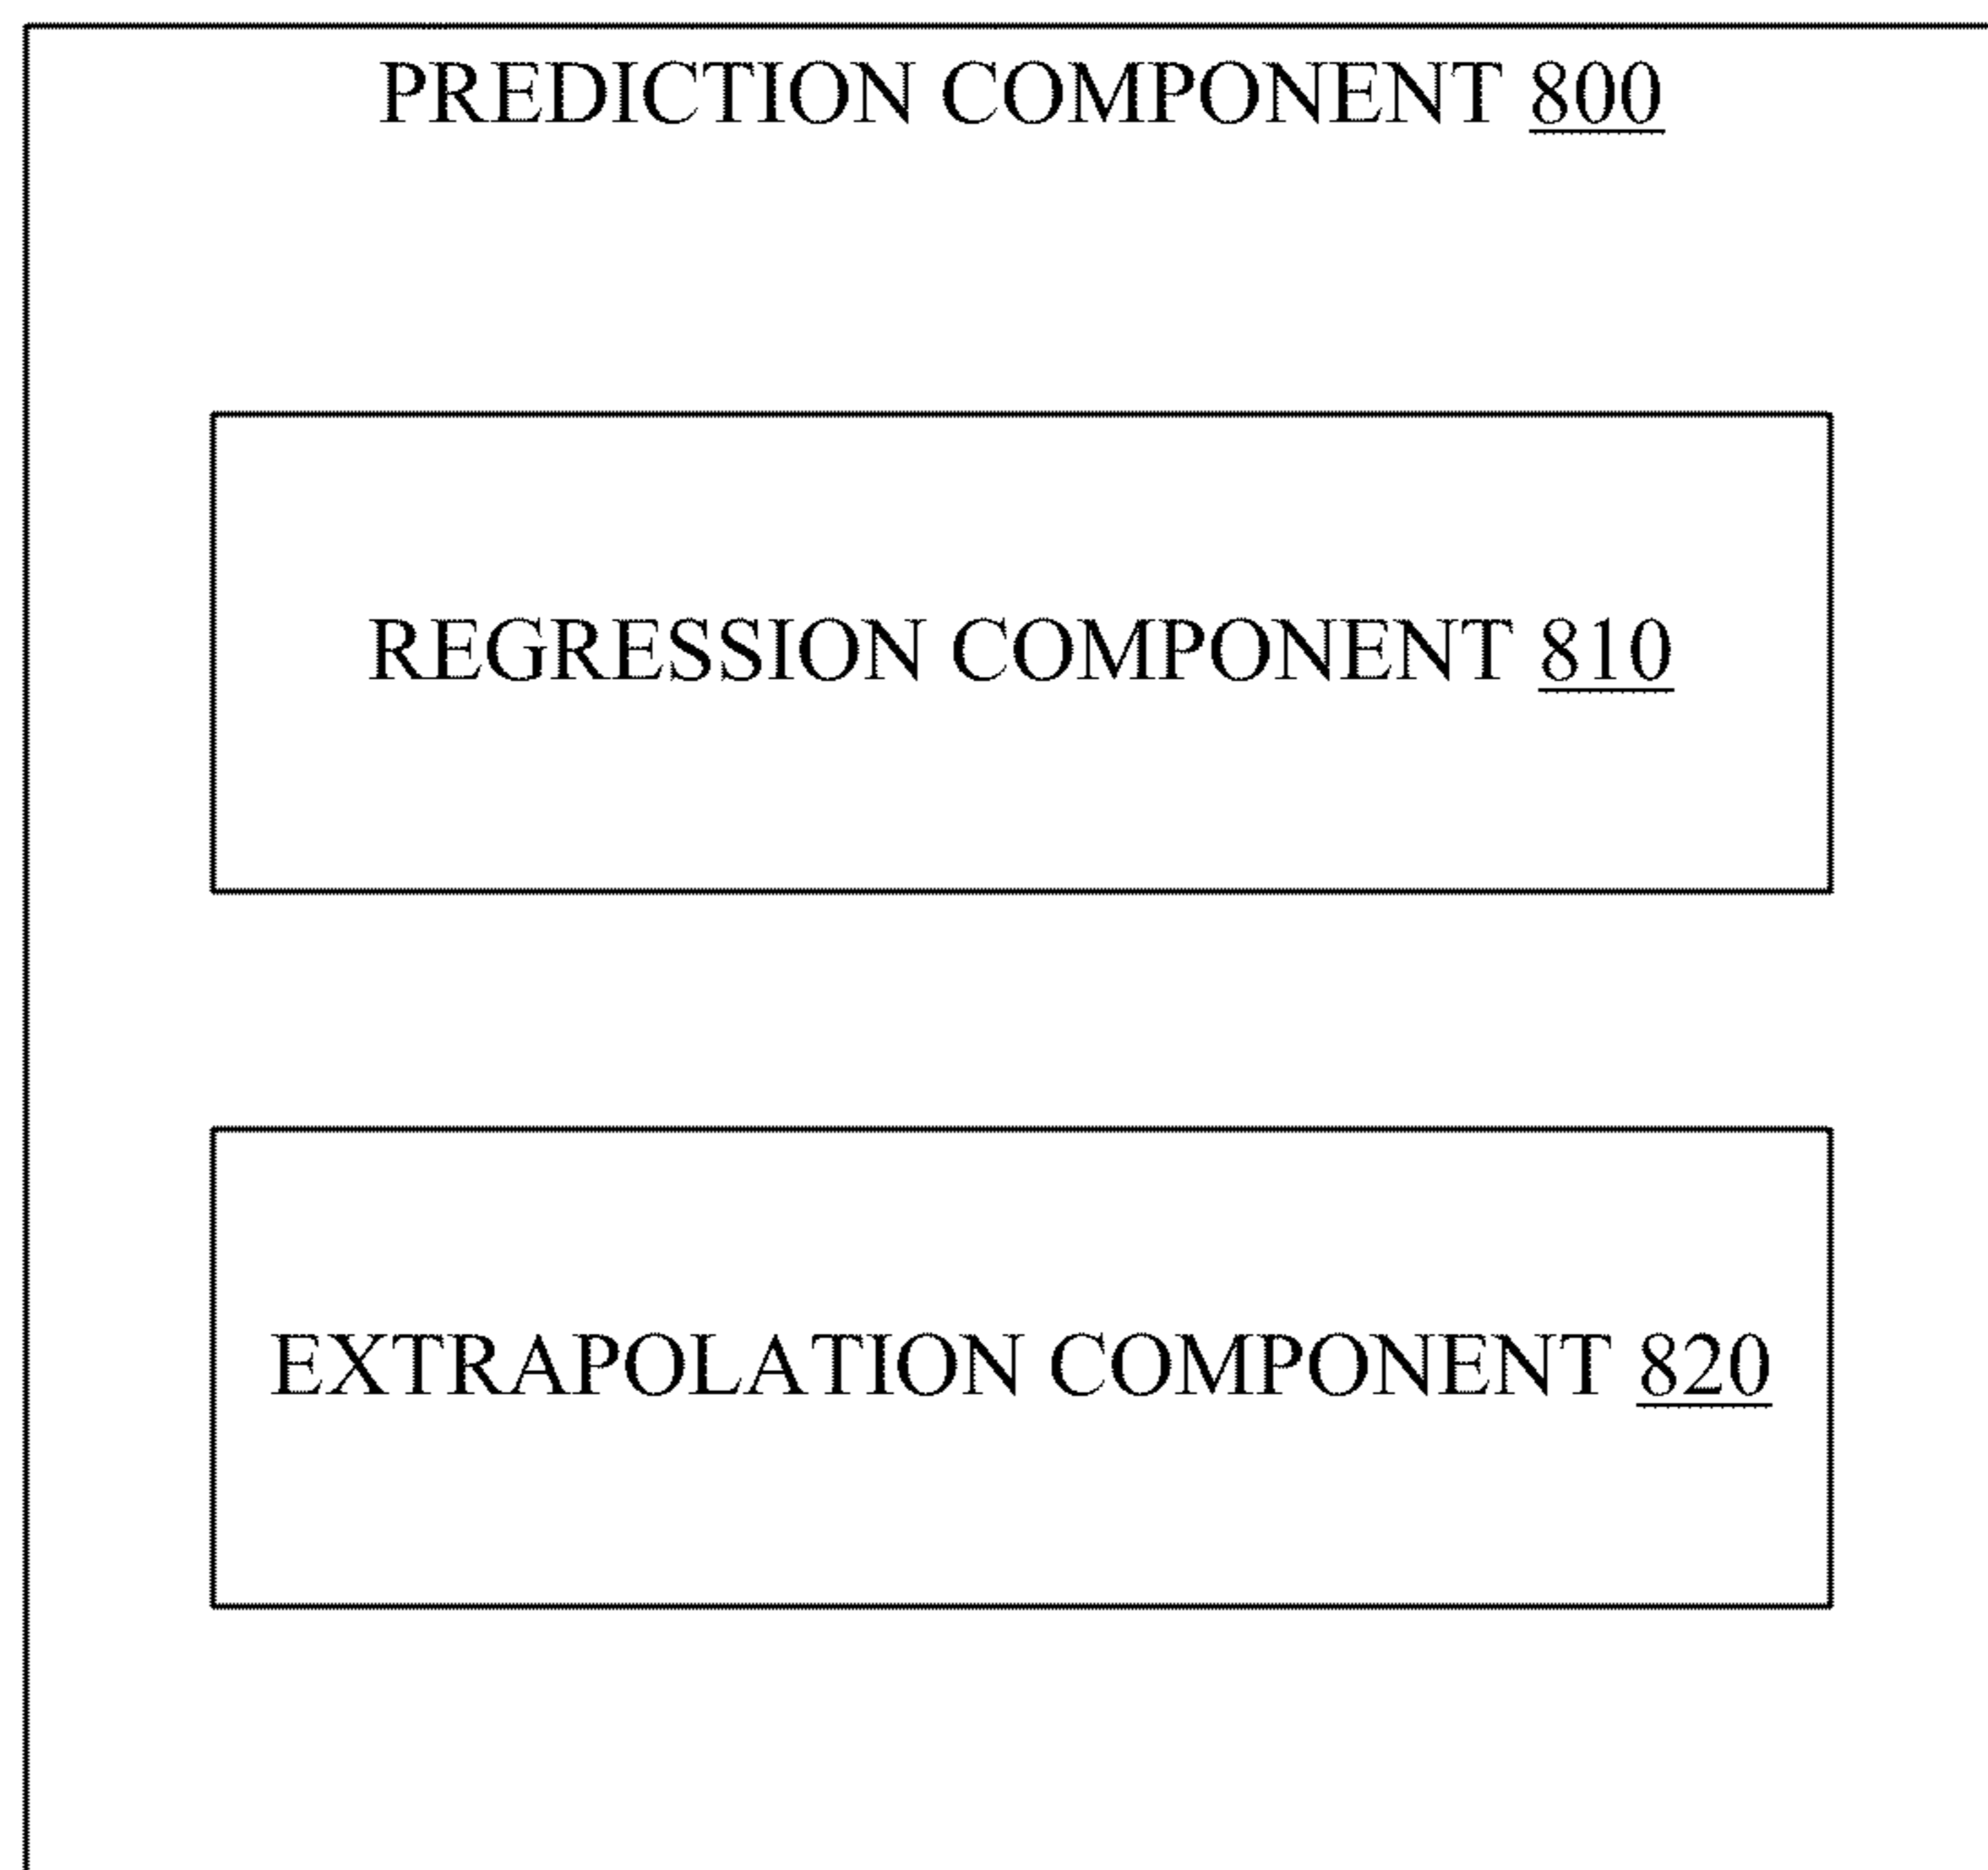 PREDICTION COMPONENT 800
REGRESSION COMPONENT 810
EXTRAPOLATION COMPONENT 820